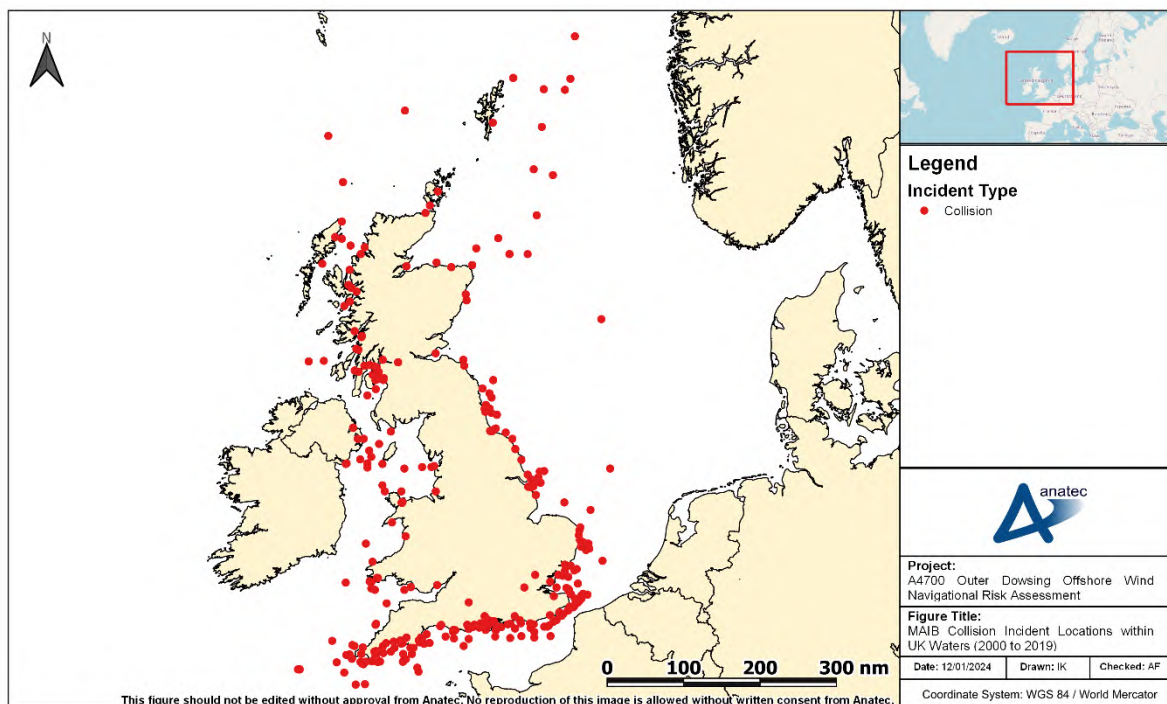 N
Legend
Incident Type
Collision
anatec
Project:
A4700 Outer Dowsing Offshore Wind
Navigational Risk Assessment
Figure Title:
MAIB Collision Incident Locations within
UK Waters (2000 to 2019)
Date: 12/01/2024 Drawn: IK Checked: AF
Coordinate System: WGS 84 / World Mercator
0 100 200 300 nm
This figure should not be edited without approval from Anatec. No reproduction of this image is allowed without written consent from Anatec.